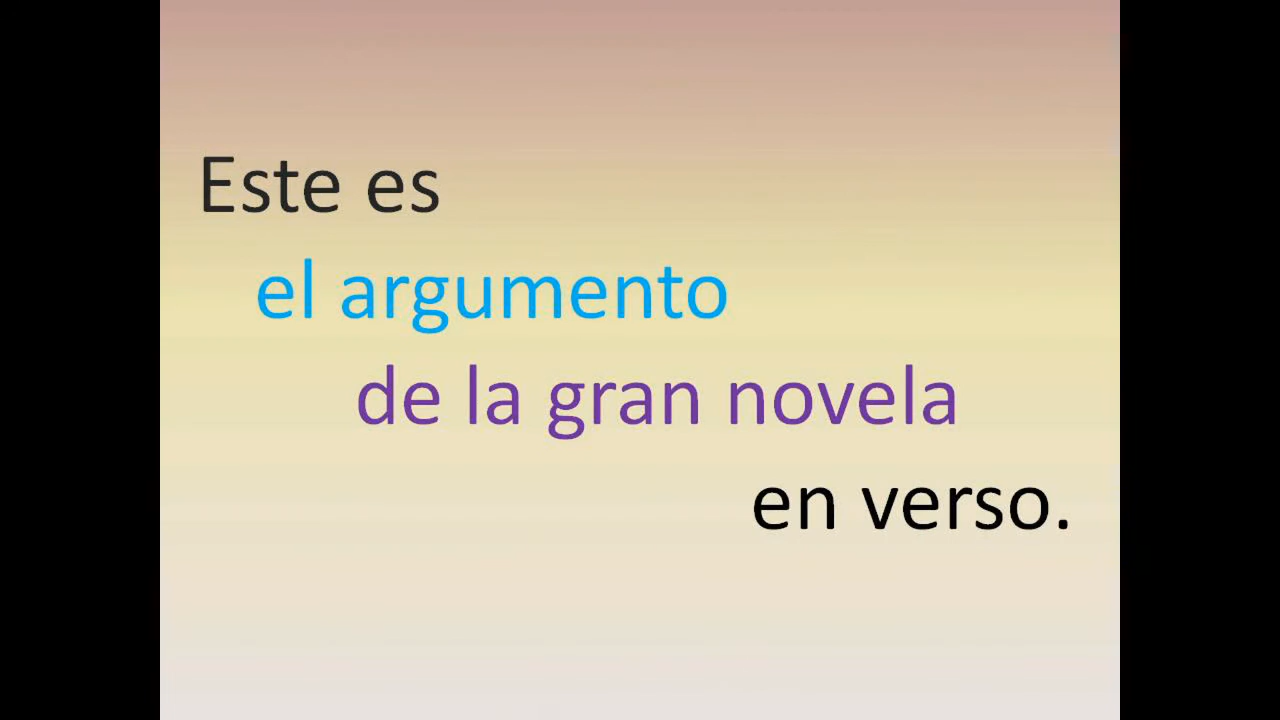 Este es
el argumento
de la gran novela
en verso.